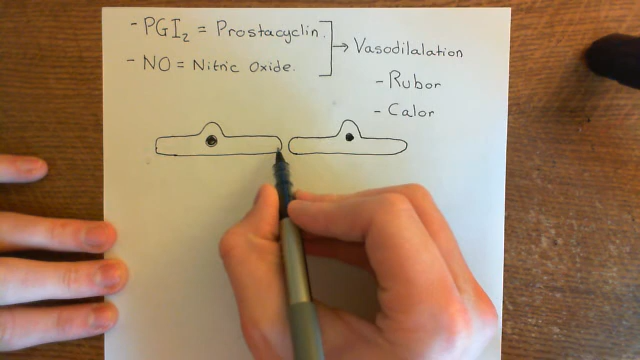 - PGI₂ = Prostacyclin.
- NO = Nitric Oxide.
→ Vasodilalation
- Rubor
- Calor